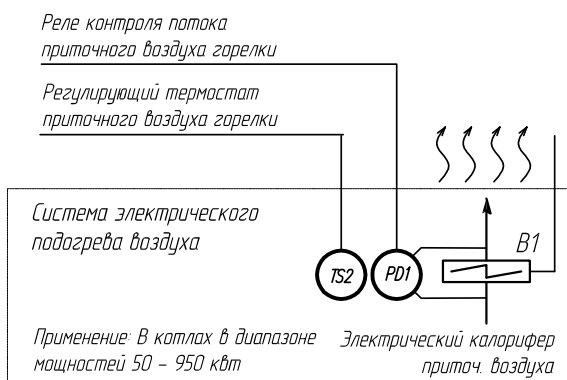 Реле контроля потока
приточного воздуха горелки
Регулирующий термостат
приточного воздуха горелки
Система электрического
подогрева воздуха
B1
TS2
PD1
Применение: В котлах в диапазоне
мощностей 50 – 950 квт
Электрический калорифер
приточ. воздуха